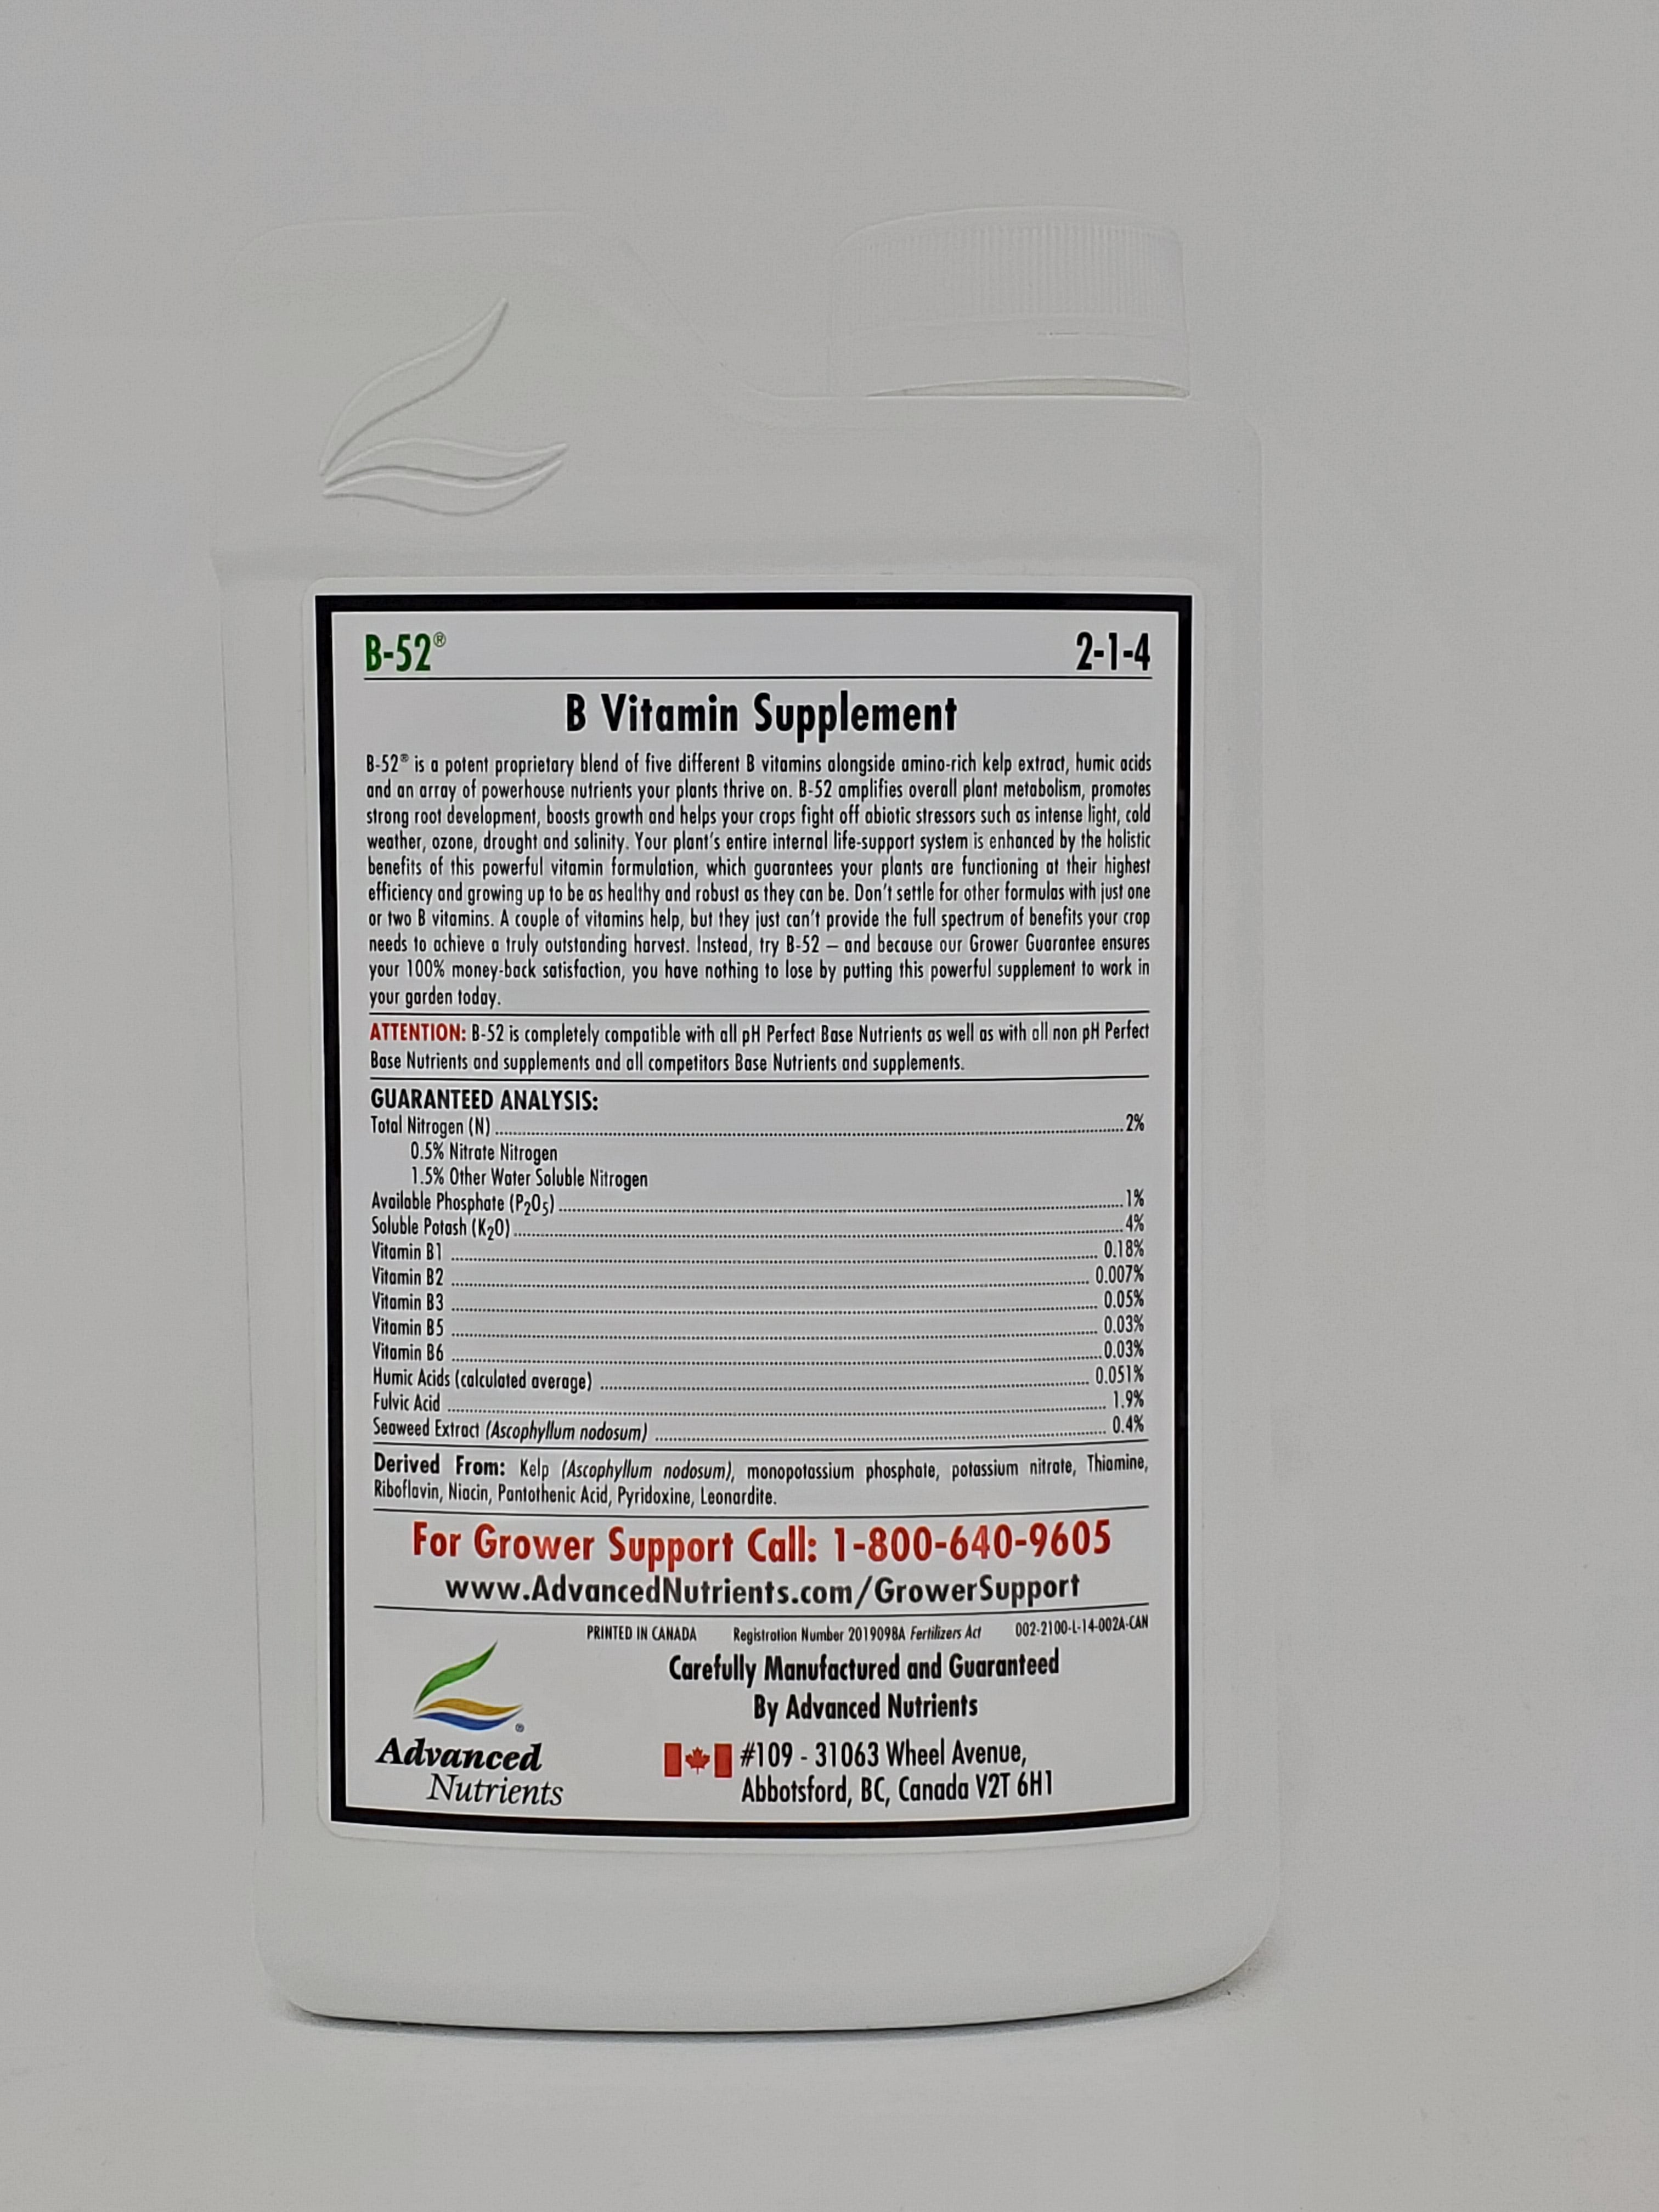 B-52® 2-1-4
B Vitamin Supplement
B-52® is a potent proprietary blend of five different B vitamins alongside amino-rich kelp extract, humic acids
and an array of powerhouse nutrients your plants thrive on. B-52 amplifies overall plant metabolism, promotes
strong root development, boosts growth and helps your crops fight off abiotic stressors such as intense light, cold
weather, ozone, drought and salinity. Your plant's entire internal life-support system is enhanced by the holistic
benefits of this powerful vitamin formulation, which guarantees your plants are functioning at their highest
efficiency and growing up to be as healthy and robust as they can be. Don't settle for other formulas with just one
or two B vitamins. A couple of vitamins help, but they just can't provide the full spectrum of benefits your crop
needs to achieve a truly outstanding harvest. Instead, try B-52 – and because our Grower Guarantee ensures
your 100% money-back satisfaction, you have nothing to lose by putting this powerful supplement to work in
your garden today.
ATTENTION: B-52 is completely compatible with all pH Perfect Base Nutrients as well as with all non pH Perfect
Base Nutrients and supplements and all competitors Base Nutrients and supplements.
GUARANTEED ANALYSIS:
Total Nitrogen (N) 2%
0.5% Nitrate Nitrogen
1.5% Other Water Soluble Nitrogen
Available Phosphate (P₂O₅) 1%
Soluble Potash (K₂O) 4%
Vitamin B1 0.18%
Vitamin B2 0.007%
Vitamin B3 0.05%
Vitamin B5 0.03%
Vitamin B6 0.03%
Humic Acids (calculated average) 0.051%
Fulvic Acid 1.9%
Seaweed Extract (Ascophyllum nodosum) 0.4%
Derived From: Kelp (Ascophyllum nodosum), monopotassium phosphate, potassium nitrate, Thiamine,
Riboflavin, Niacin, Pantothenic Acid, Pyridoxine, Leonardite.
For Grower Support Call: 1-800-640-9605
www.AdvancedNutrients.com/GrowerSupport
PRINTED IN CANADA Registration Number 2019098A Fertilizers Act 002-2100-L-14-002A-CAN
Carefully Manufactured and Guaranteed
By Advanced Nutrients
#109 - 31063 Wheel Avenue,
Abbotsford, BC, Canada V2T 6H1
®
Advanced
Nutrients